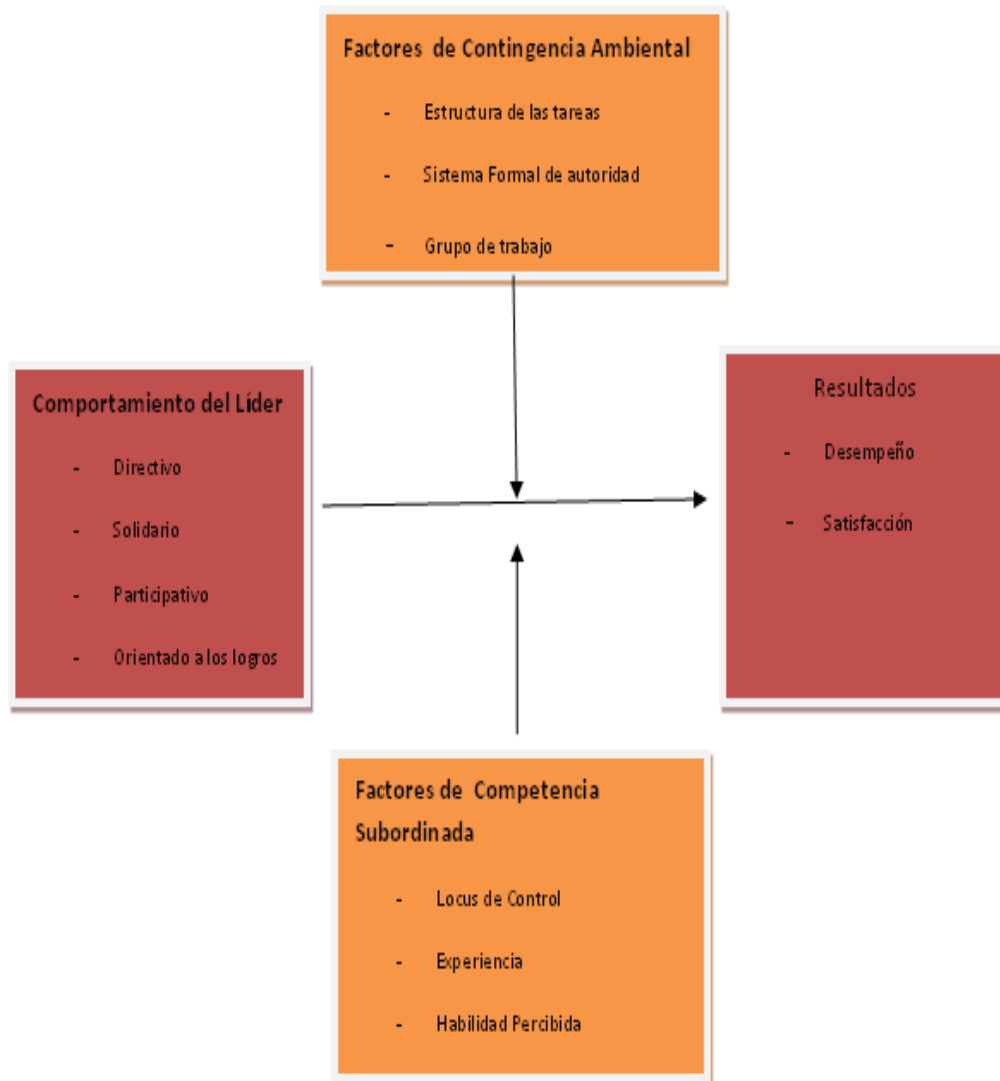 Factores de Contingencia Ambiental
- Estructura de las tareas
- Sistema Formal de autoridad
- Grupo de trabajo
Comportamiento del Líder
- Directivo
- Solidario
- Participativo
- Orientado a los logros
Resultados
- Desempeño
- Satisfacción
Factores de Competencia
Subordinada
- Locus de Control
- Experiencia
- Habilidad Percibida